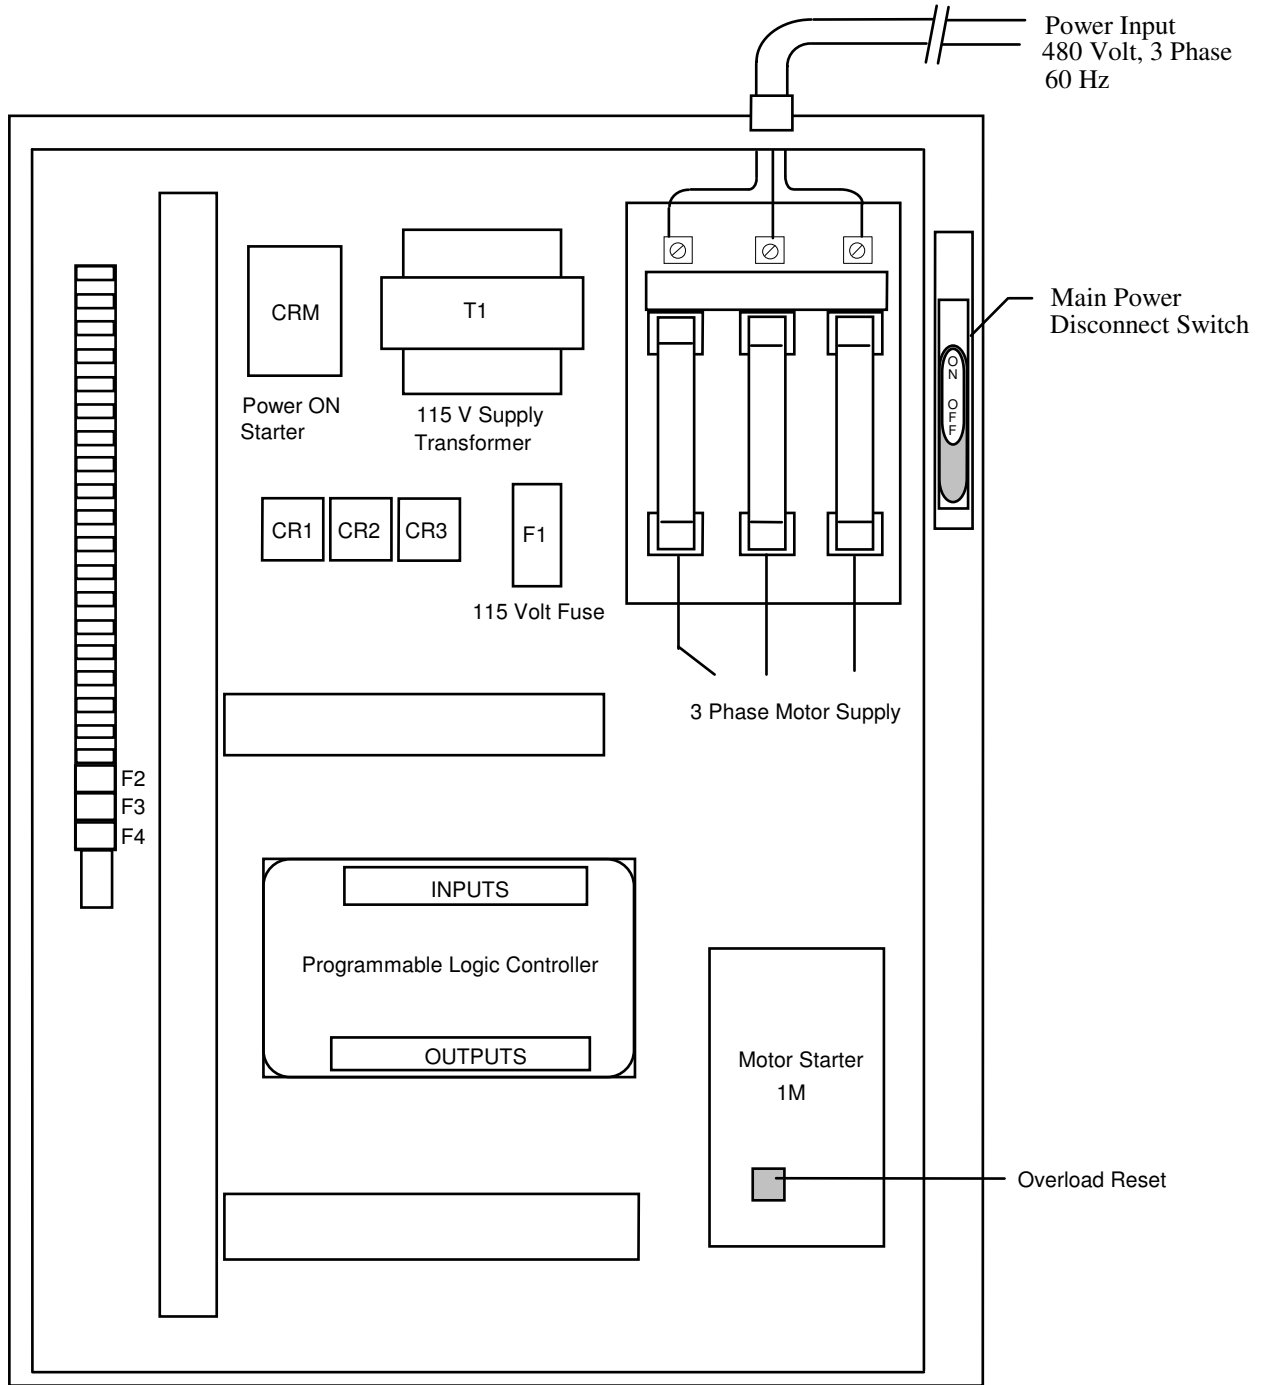 Power Input
480 Volt, 3 Phase
60 Hz
Main Power
Disconnect Switch
ON
OFF
CRM
Power ON
Starter
T1
115 V Supply
Transformer
CR1
CR2
CR3
F1
115 Volt Fuse
3 Phase Motor Supply
F2
F3
F4
INPUTS
Programmable Logic Controller
OUTPUTS
Motor Starter
1M
Overload Reset